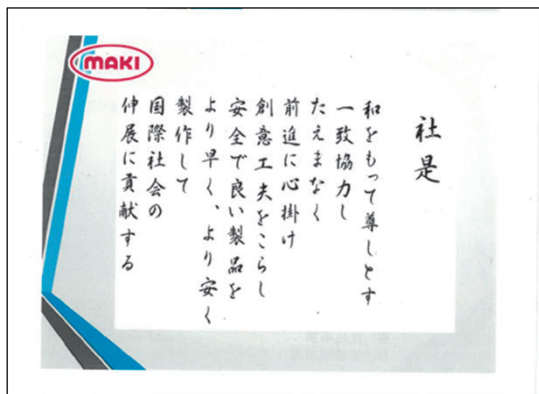 MAKI
社是
和をもって尊しとす
一致協力し
たえまなく
前進に心掛け
創意工夫をこらし
安全で良い製品を
より早く、より安く
製作して
国際社会の
伸展に貢献する